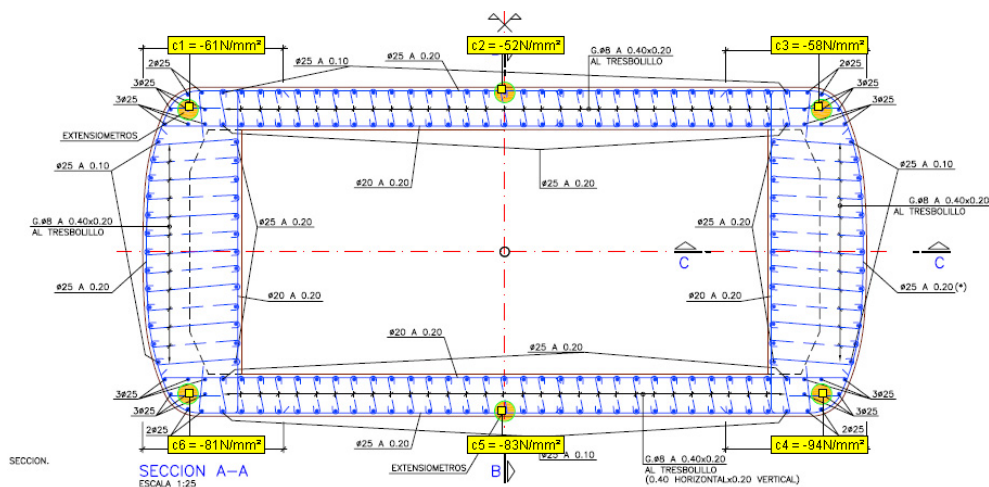 c1 = -61N/mm²
c2 = -52N/mm²
c3 = -58N/mm²
ø25 A 0.20
G.ø8 A 0.40x0.20
AL TRESBOLILLO
2ø25
ø25 A 0.10
2ø25
3ø25
3ø25
3ø25
3ø25
EXTENSIOMETROS
ø25 A 0.10
ø25 A 0.10
ø20 A 0.20
ø25 A 0.20
G.ø8 A 0.40x0.20
AL TRESBOLILLO
G.ø8 A 0.40x0.20
AL TRESBOLILLO
ø25 A 0.20
ø25 A 0.20
C
C
ø25 A 0.20
ø25 A 0.20(*)
ø20 A 0.20
ø20 A 0.20
ø25 A 0.20
ø20 A 0.20
3ø25
3ø25
3ø25
3ø25
2ø25
2ø25
c6 = -81N/mm²
c5 = -83N/mm²
c4 = -94N/mm²
ø25 A 0.20
ø25 A 0.10
G.ø8 A 0.40x0.20
AL TRESBOLILLO
(0.40 HORIZONTALx0.20 VERTICAL)
SECCION.
SECCION A-A
ESCALA 1:25
EXTENSIOMETROS
B